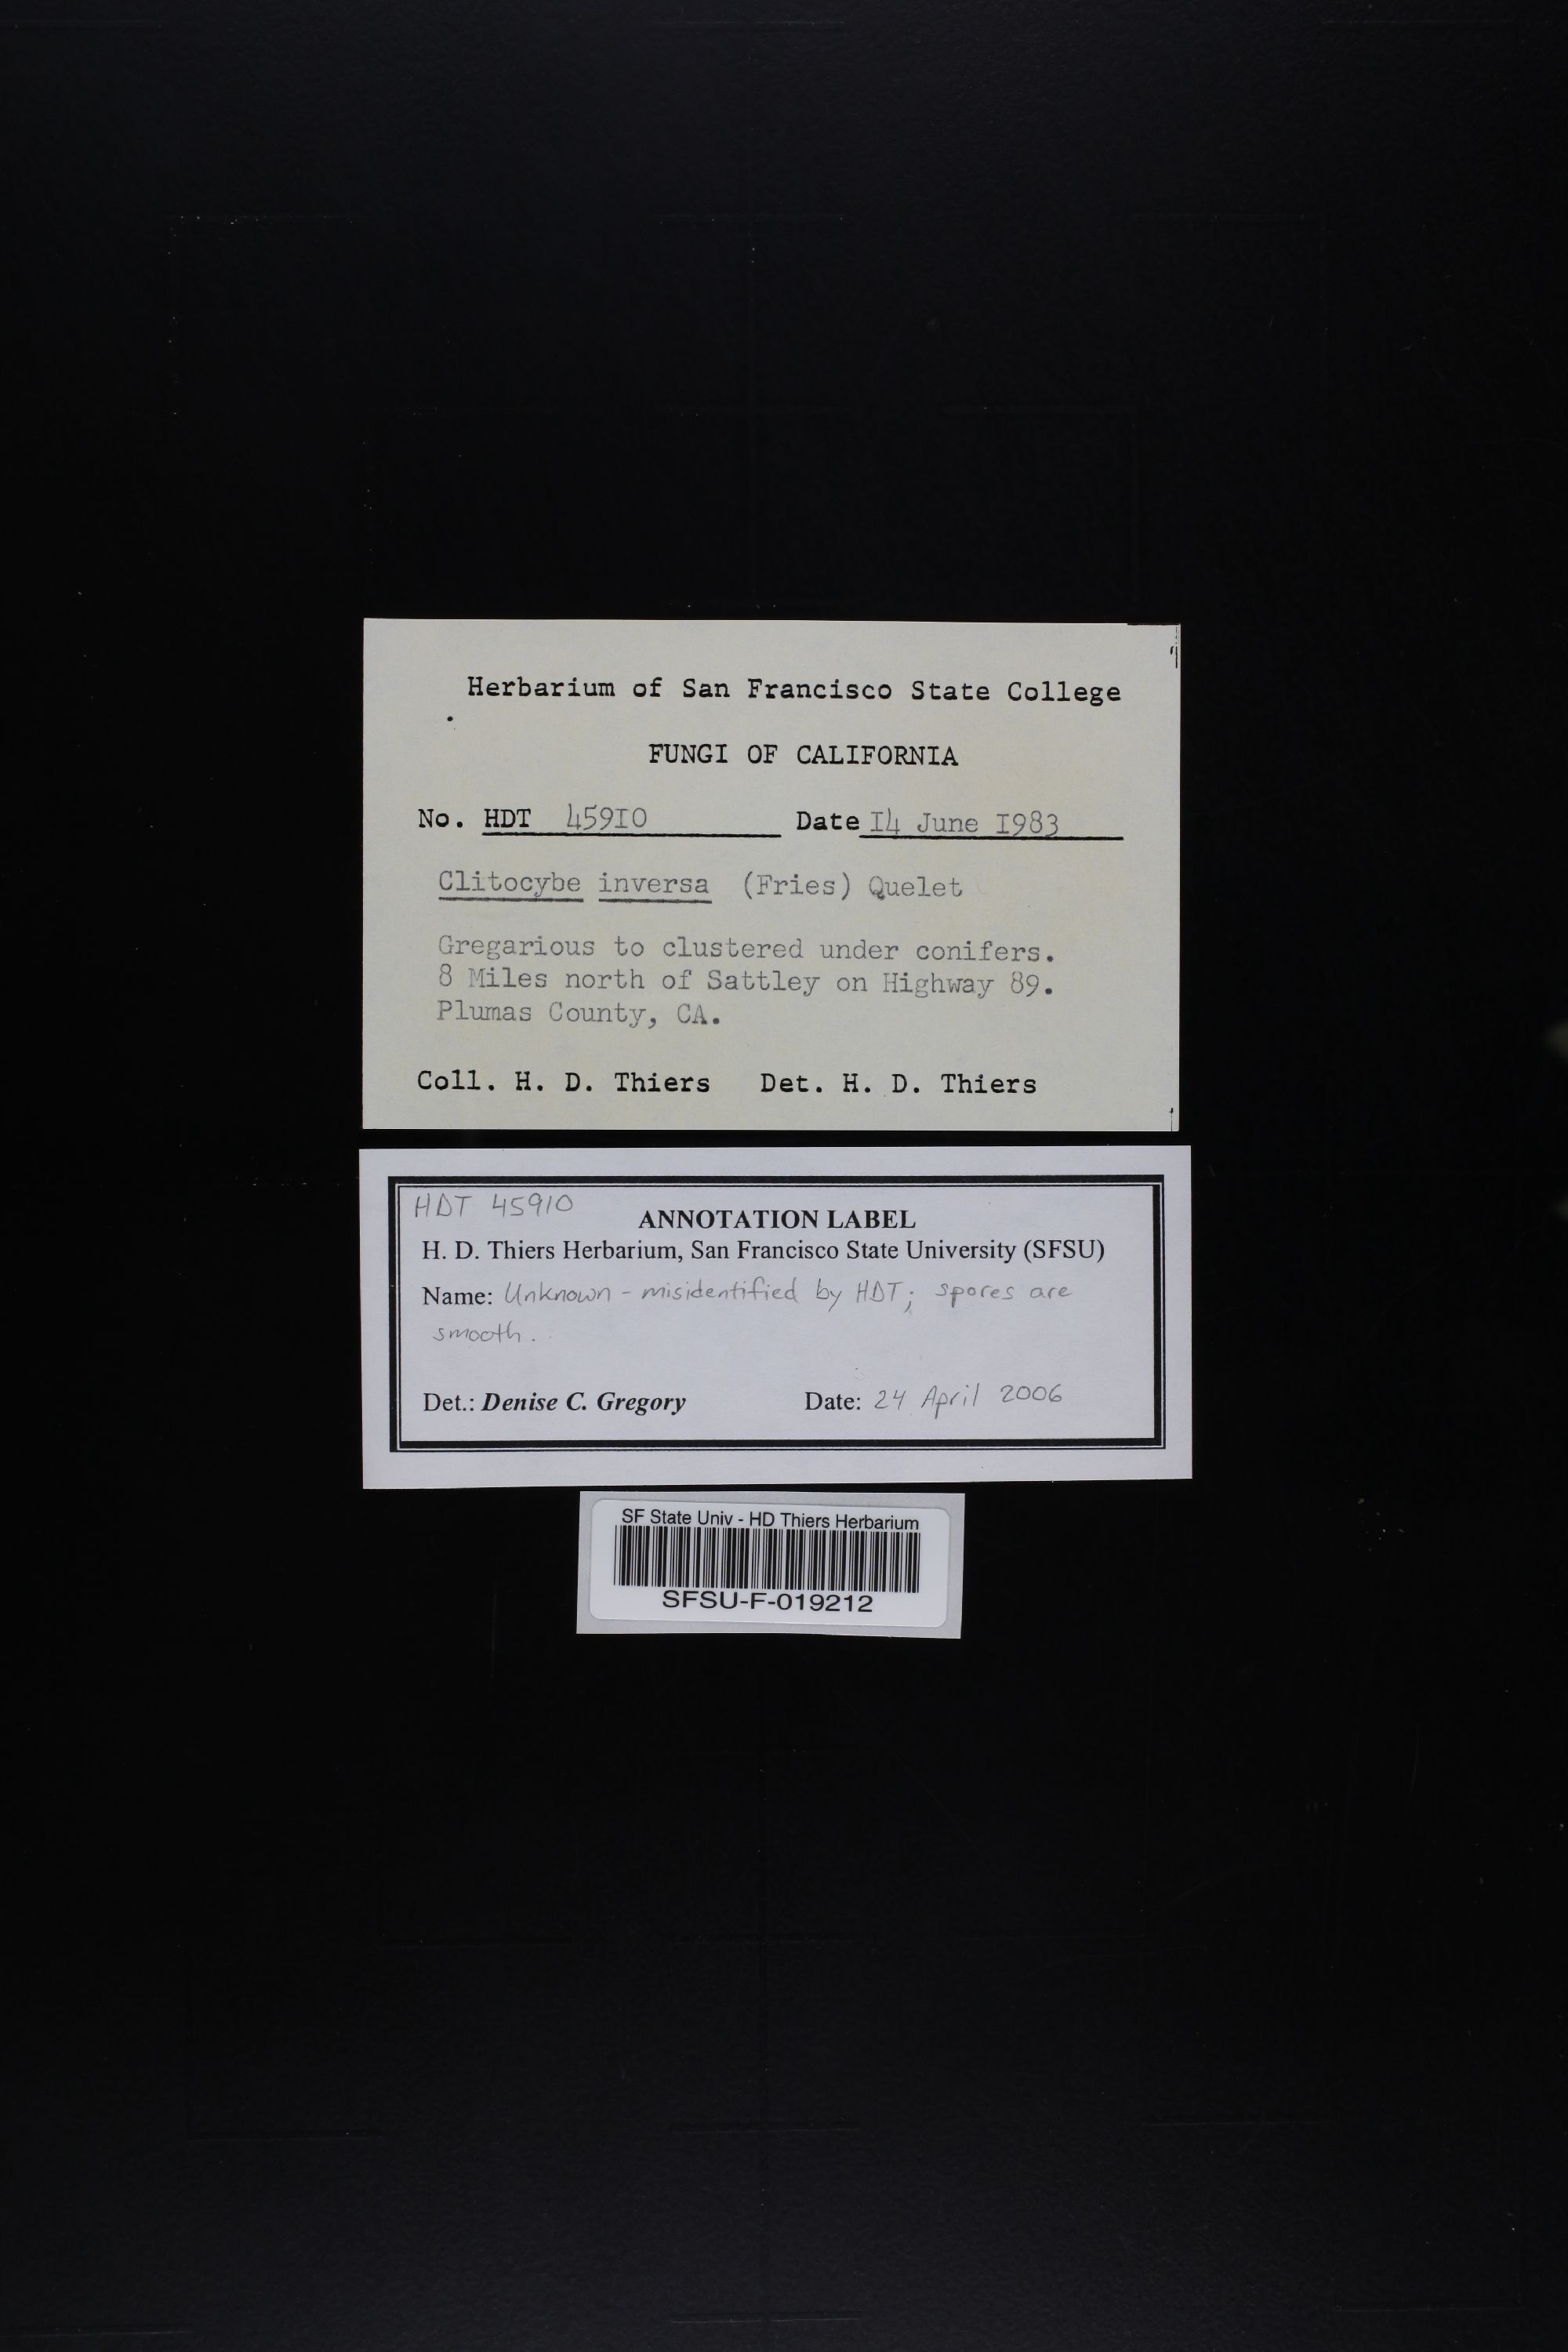 Herbarium of San Francisco State College
FUNGI OF CALIFORNIA
No. HDT 459I0 Date I4 June I983
Clitocybe inversa (Fries) Quelet
Gregarious to clustered under conifers.
8 Miles north of Sattley on Highway 89.
Plumas County, CA.
Coll. H. D. Thiers Det. H. D. Thiers
HDT 45910
ANNOTATION LABEL
H. D. Thiers Herbarium, San Francisco State University (SFSU)
Name: Unknown - misidentified by HDT; spores are
smooth.
Det.: Denise C. Gregory Date: 24 April 2006
SF State Univ - HD Thiers Herbarium
SFSU-F-019212